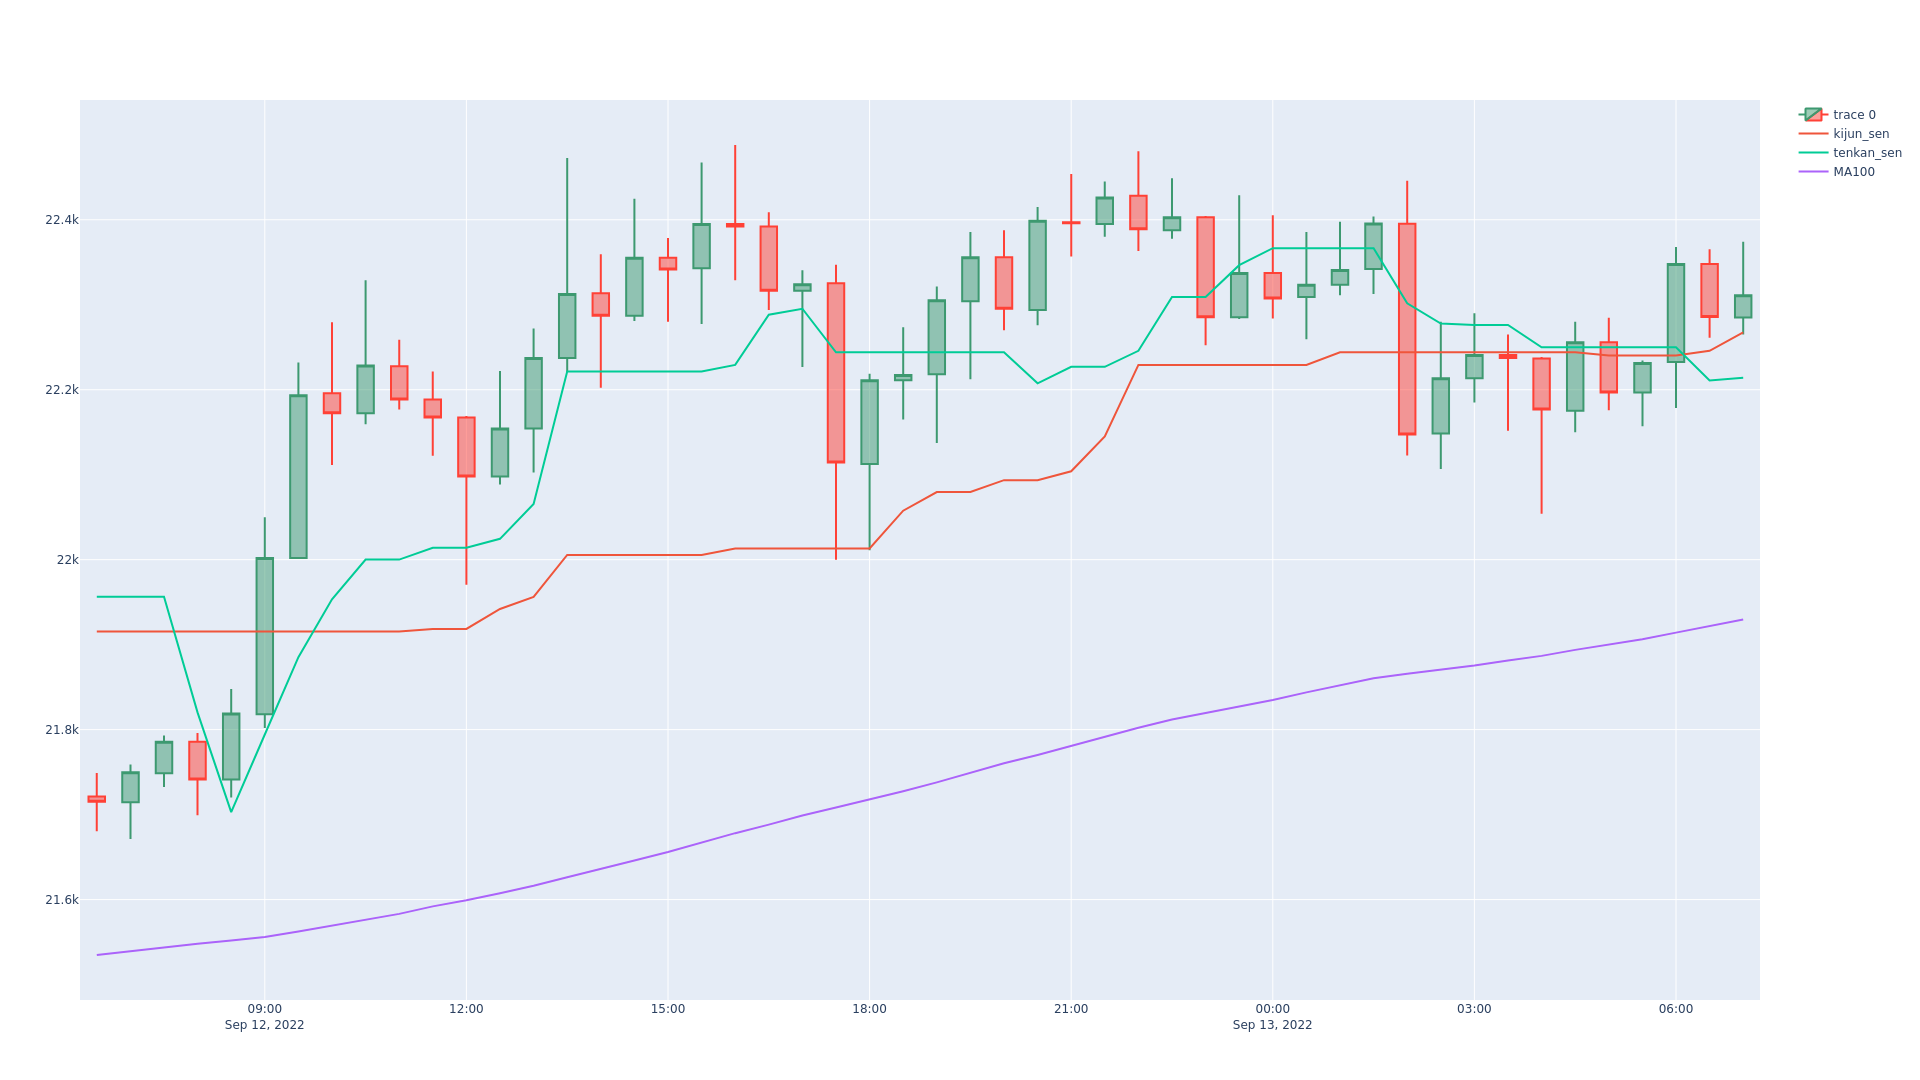 trace 0
kijun_sen
tenkan_sen
MA100
22.4k
22.2k
22k
21.8k
21.6k
09:00 12:00 15:00 18:00 21:00 00:00 03:00 06:00
Sep 12, 2022 Sep 13, 2022